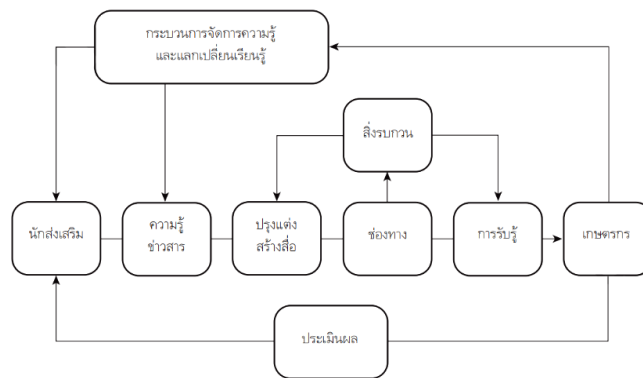 กระบวนการจัดการความรู้
และแลกเปลี่ยนเรียนรู้
สิ่งรบกวน
นักส่งเสริม
ความรู้
ข่าวสาร
ปรุงแต่ง
สร้างสื่อ
ช่องทาง
การรับรู้
เกษตรกร
ประเมินผล